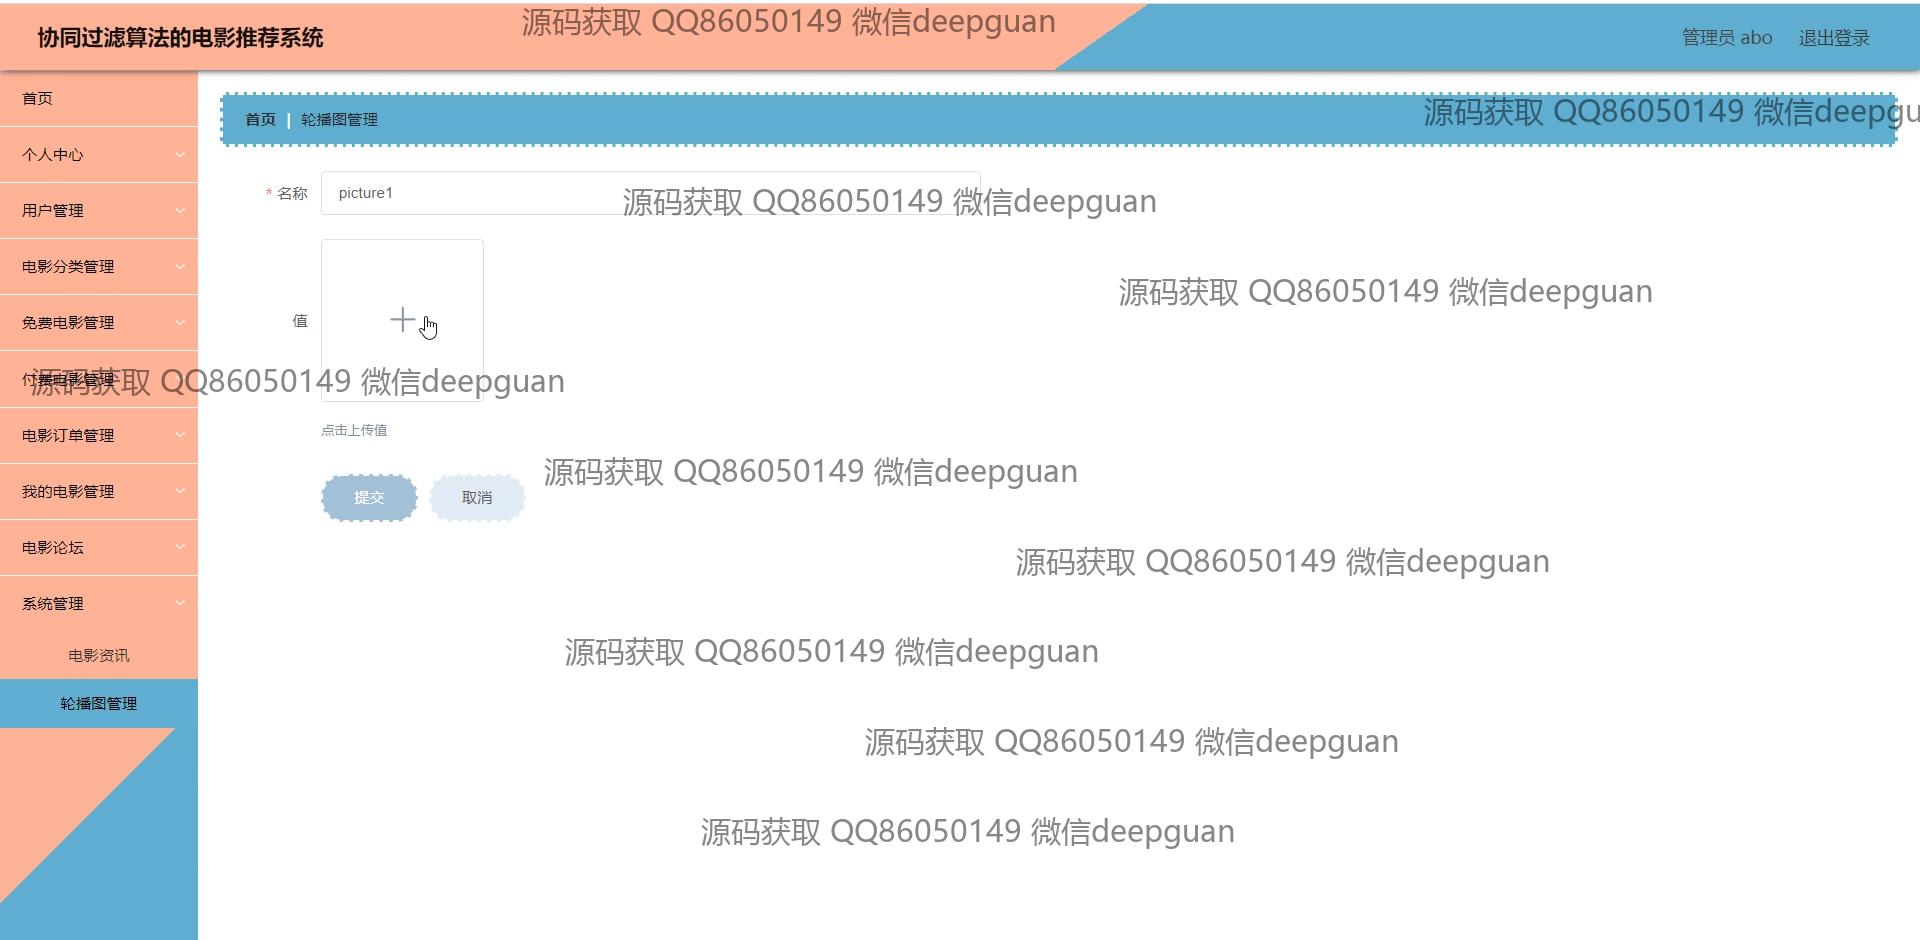 源码获取 QQ86050149 微信deepguan
协同过滤算法的电影推荐系统
管理员 abo 退出登录
首页
源码获取 QQ86050149 微信deepgu
首页 | 轮播图管理
个人中心
* 名称 picture1
源码获取 QQ86050149 微信deepguan
用户管理
电影分类管理
源码获取 QQ86050149 微信deepguan
免费电影管理
值
付费电影管理
源码获取 QQ86050149 微信deepguan
点击上传值
电影订单管理
源码获取 QQ86050149 微信deepguan
我的电影管理
提交 取消
电影论坛
源码获取 QQ86050149 微信deepguan
系统管理
电影资讯
源码获取 QQ86050149 微信deepguan
轮播图管理
源码获取 QQ86050149 微信deepguan
源码获取 QQ86050149 微信deepguan